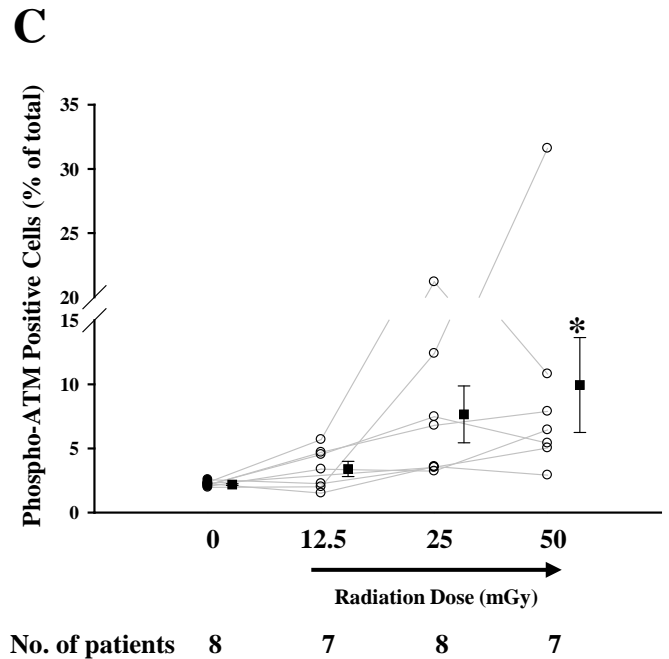 C
Phospho-ATM Positive Cells (% of total)
35
30
25
20
15
10
5
0
*
0 12.5 25 50
Radiation Dose (mGy)
No. of patients 8 7 8 7